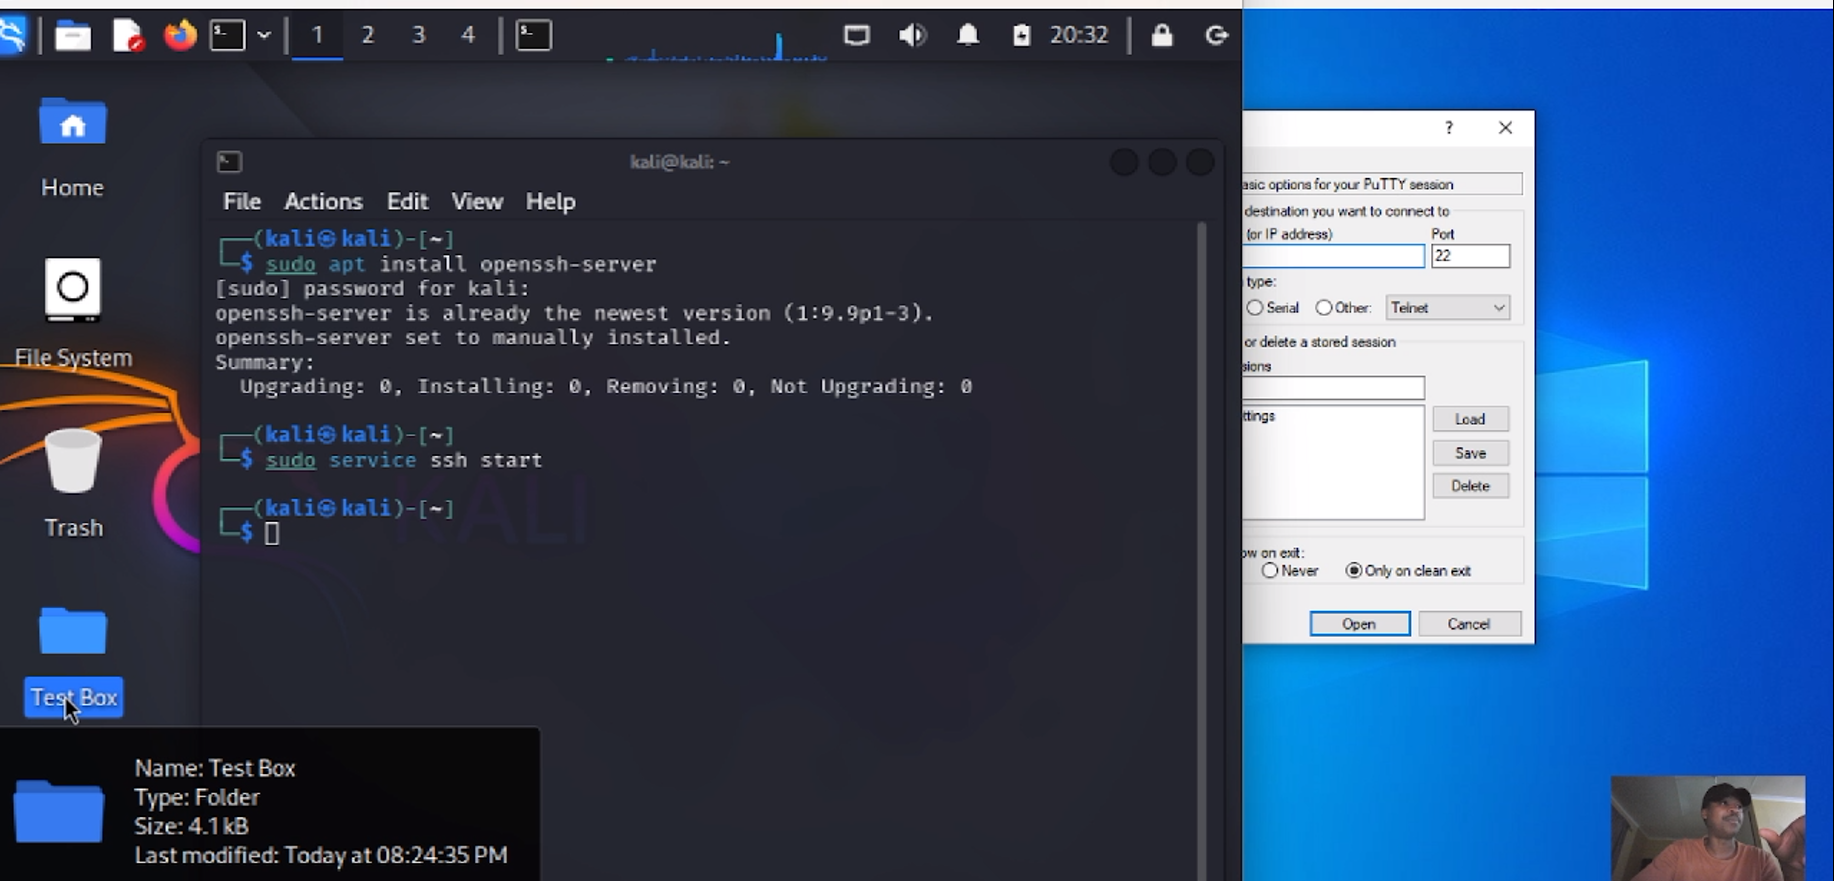 1 2 3 4 20:32
Home
File System
Trash
Test Box
kali@kali: ~
File Actions Edit View Help
┌──(kali㉿kali)-[~]
└─$ sudo apt install openssh-server
[sudo] password for kali:
openssh-server is already the newest version (1:9.9p1-3).
openssh-server set to manually installed.
Summary:
  Upgrading: 0, Installing: 0, Removing: 0, Not Upgrading: 0
┌──(kali㉿kali)-[~]
└─$ sudo service ssh start
┌──(kali㉿kali)-[~]
└─$
KALI
Name: Test Box
Type: Folder
Size: 4.1 kB
Last modified: Today at 08:24:35 PM
?
options for your PuTTY session
destination you want to connect to
(or IP address) Port
22
type:
Serial Other: Telnet
or delete a stored session
Load
Save
Delete
on exit:
Never Only on clean exit
Open Cancel